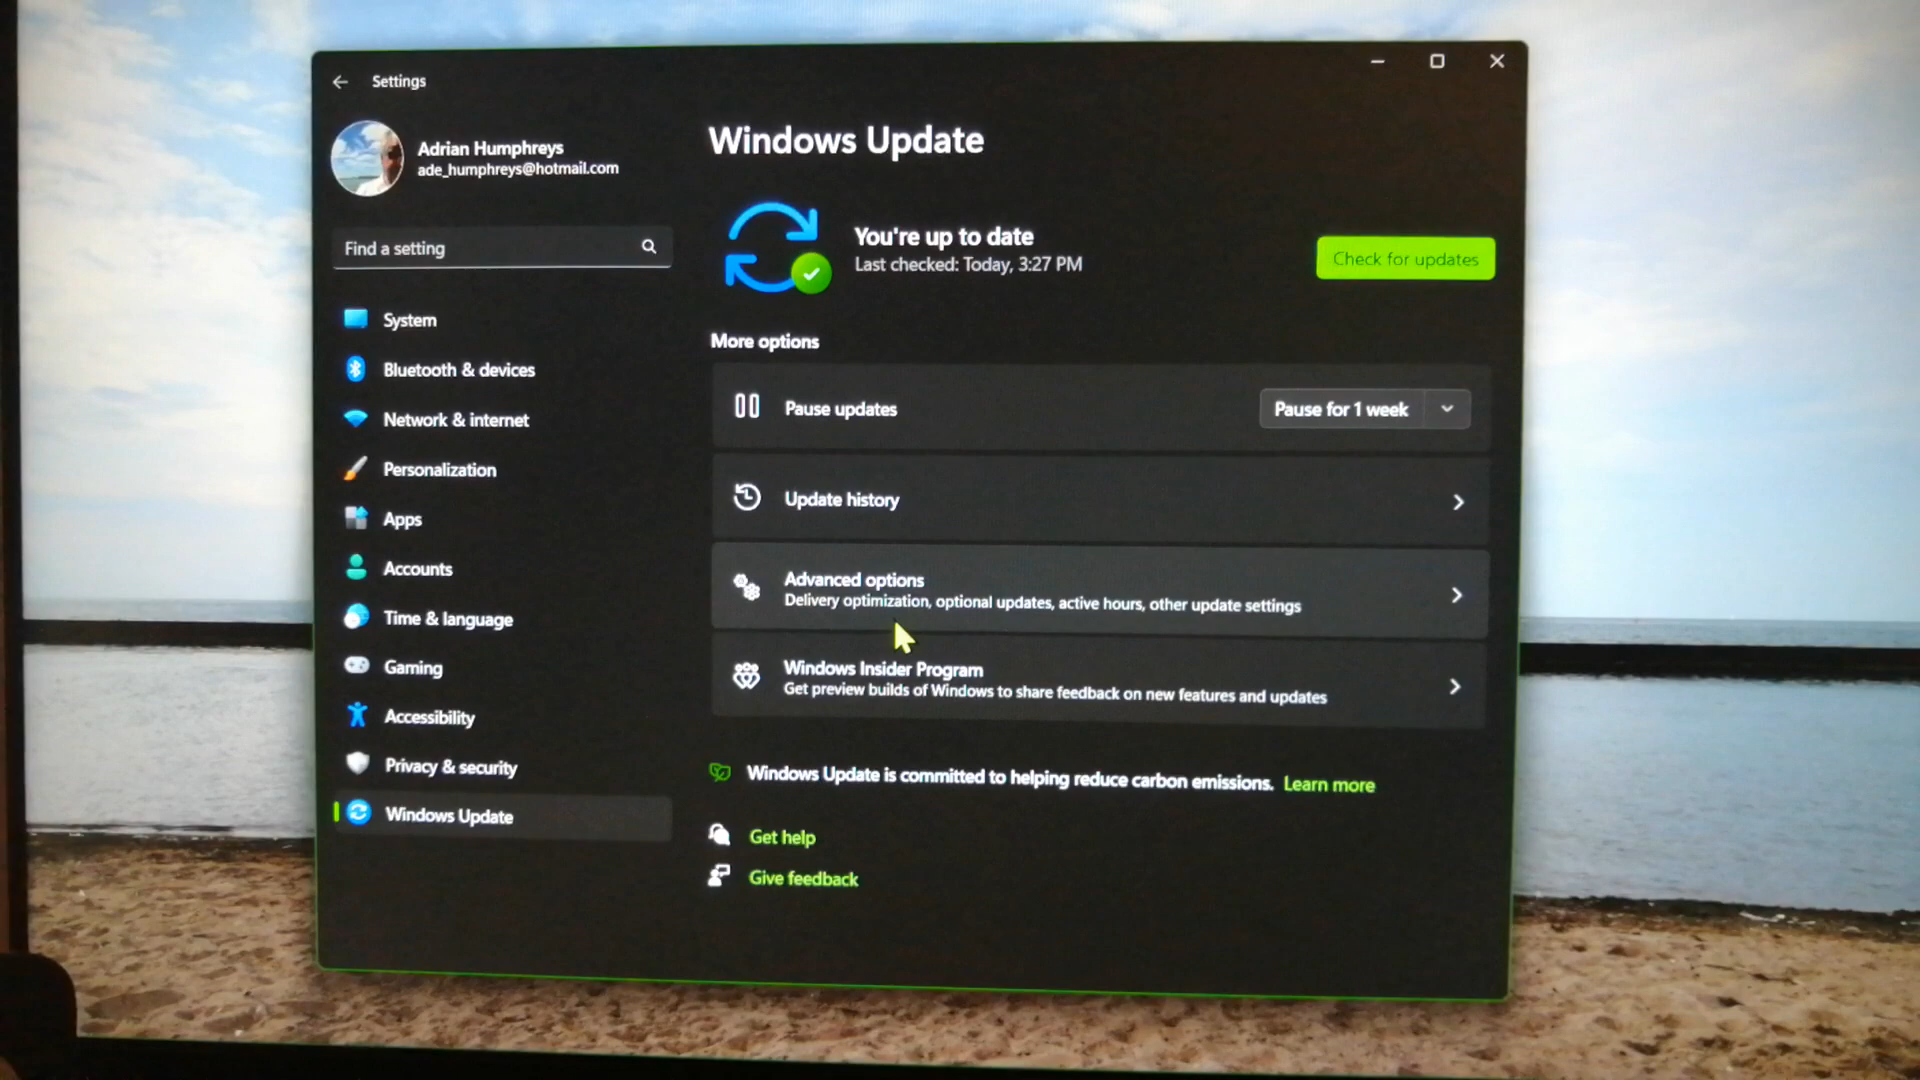 Settings
Adrian Humphreys
ade_humphreys@hotmail.com
Find a setting
System
Bluetooth & devices
Network & internet
Personalization
Apps
Accounts
Time & language
Gaming
Accessibility
Privacy & security
Windows Update
Windows Update
You're up to date
Last checked: Today, 3:27 PM
Check for updates
More options
Pause updates
Pause for 1 week
Update history
Advanced options
Delivery optimization, optional updates, active hours, other update settings
Windows Insider Program
Get preview builds of Windows to share feedback on new features and updates
Windows Update is committed to helping reduce carbon emissions. Learn more
Get help
Give feedback